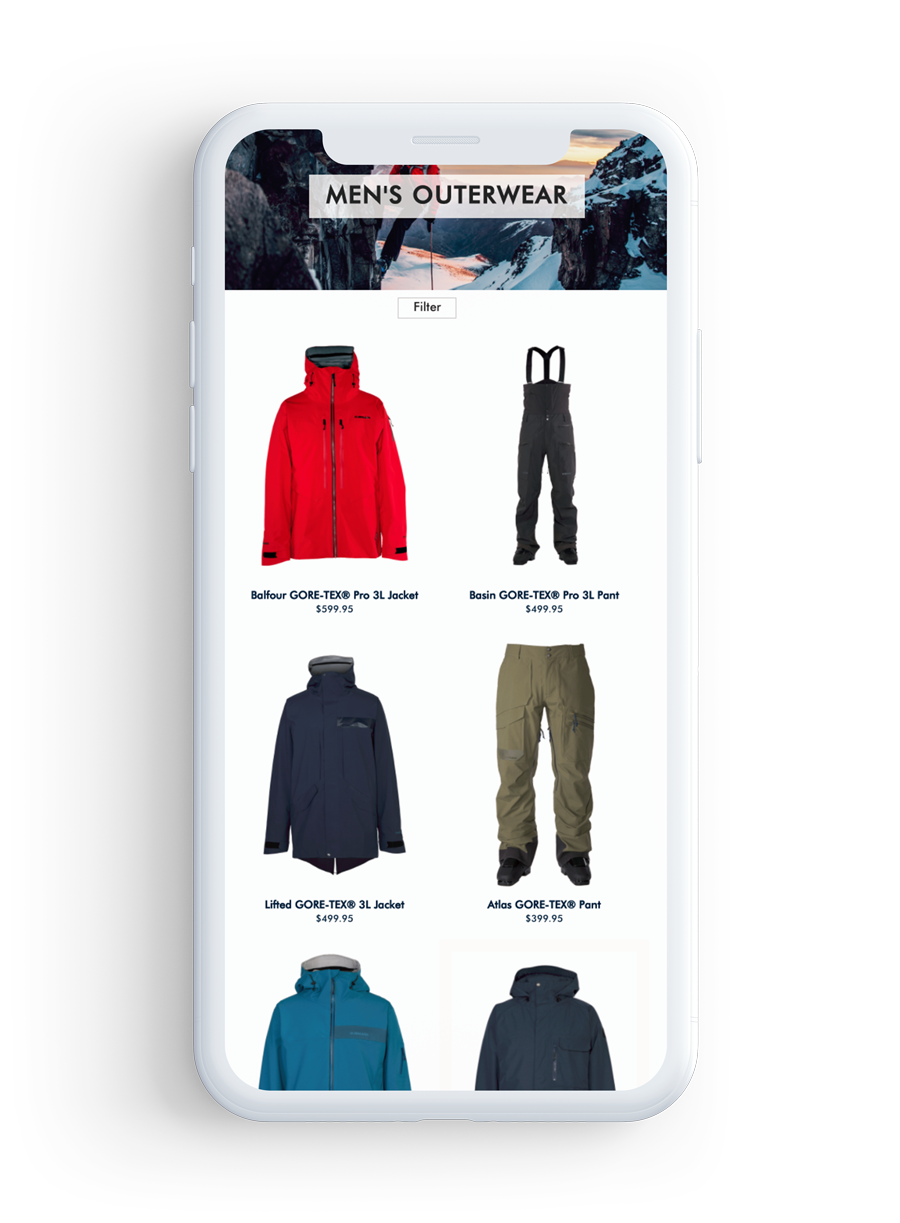 MEN'S OUTERWEAR
Filter
Balfour GORE-TEX® Pro 3L Jacket
$599.95
Basin GORE-TEX® Pro 3L Pant
$499.95
Lifted GORE-TEX® 3L Jacket
$499.95
Atlas GORE-TEX® Pant
$399.95